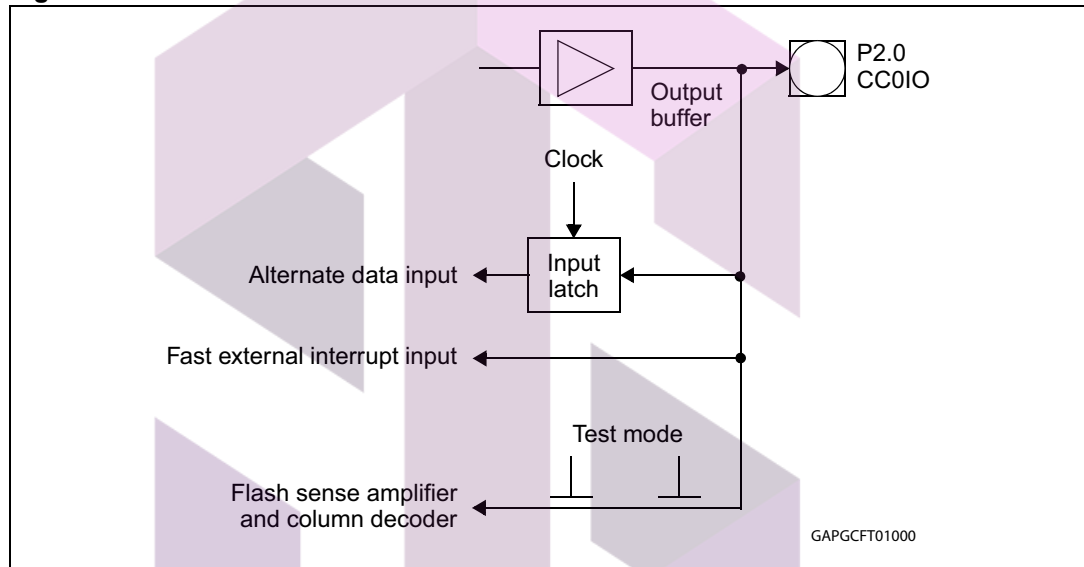 P2.0
CC0IO
Output
buffer
Clock
Input
latch
Alternate data input
Fast external interrupt input
Test mode
Flash sense amplifier
and column decoder
GAPGCFT01000